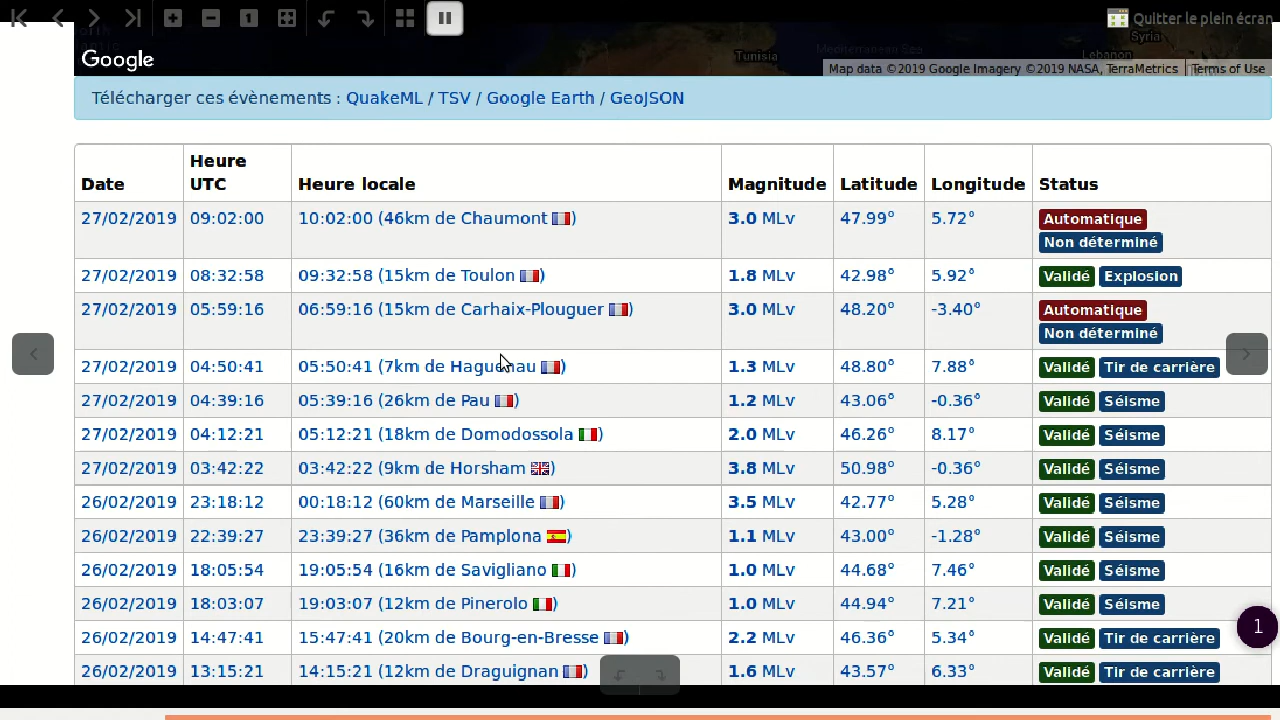 Quitter le plein écran
Syria
Tunisia
Mediterranean Sea
Lebanon
Google
Map data ©2019 Google Imagery ©2019 NASA, TerraMetrics
Terms of Use
Télécharger ces évènements : QuakeML / TSV / Google Earth / GeoJSON
Date Heure UTC Heure locale Magnitude Latitude Longitude Status
27/02/2019 09:02:00 10:02:00 (46km de Chaumont ) 3.0 MLv 47.99° 5.72° Automatique
Non déterminé
27/02/2019 08:32:58 09:32:58 (15km de Toulon ) 1.8 MLv 42.98° 5.92° Validé Explosion
27/02/2019 05:59:16 06:59:16 (15km de Carhaix-Plouguer ) 3.0 MLv 48.20° -3.40° Automatique
Non déterminé
27/02/2019 04:50:41 05:50:41 (7km de Haguenau ) 1.3 MLv 48.80° 7.88° Validé Tir de carrière
27/02/2019 04:39:16 05:39:16 (26km de Pau ) 1.2 MLv 43.06° -0.36° Validé Séisme
27/02/2019 04:12:21 05:12:21 (18km de Domodossola ) 2.0 MLv 46.26° 8.17° Validé Séisme
27/02/2019 03:42:22 03:42:22 (9km de Horsham ) 3.8 MLv 50.98° -0.36° Validé Séisme
26/02/2019 23:18:12 00:18:12 (60km de Marseille ) 3.5 MLv 42.77° 5.28° Validé Séisme
26/02/2019 22:39:27 23:39:27 (36km de Pamplona ) 1.1 MLv 43.00° -1.28° Validé Séisme
26/02/2019 18:05:54 19:05:54 (16km de Savigliano ) 1.0 MLv 44.68° 7.46° Validé Séisme
26/02/2019 18:03:07 19:03:07 (12km de Pinerolo ) 1.0 MLv 44.94° 7.21° Validé Séisme
26/02/2019 14:47:41 15:47:41 (20km de Bourg-en-Bresse ) 2.2 MLv 46.36° 5.34° Validé Tir de carrière
26/02/2019 13:15:21 14:15:21 (12km de Draguignan ) 1.6 MLv 43.57° 6.33° Validé Tir de carrière
1